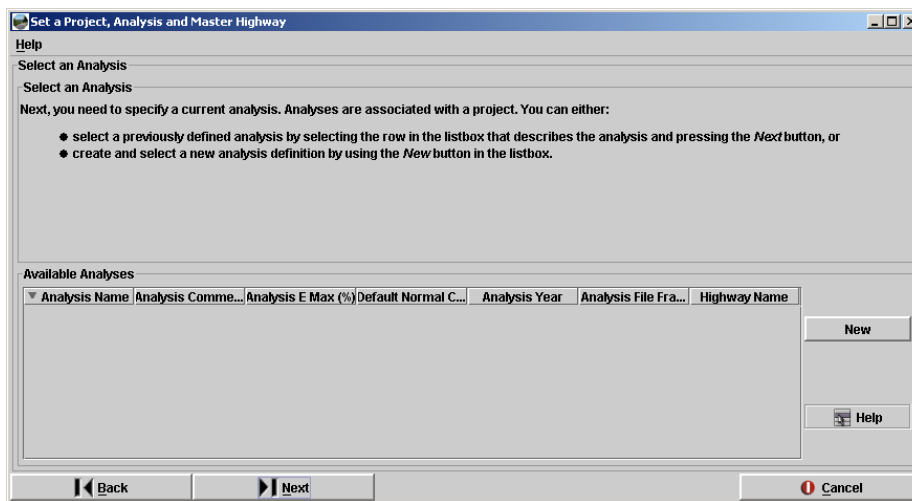 Set a Project, Analysis and Master Highway
Help
Select an Analysis
Select an Analysis
Next, you need to specify a current analysis. Analyses are associated with a project. You can either:
select a previously defined analysis by selecting the row in the listbox that describes the analysis and pressing the Next button, or
create and select a new analysis definition by using the New button in the listbox.
Available Analyses
Analysis Name Analysis Comme... Analysis E Max (%) Default Normal C... Analysis Year Analysis File Fra... Highway Name
New
Help
Back Next Cancel